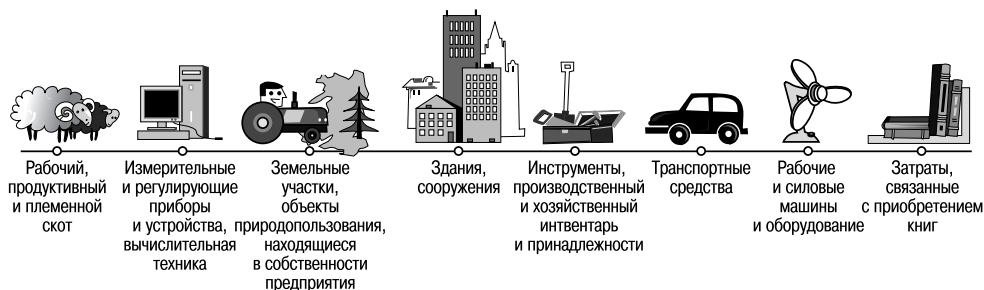 Рабочий,
продуктивный
и племенной
скот
Измерительные
и регулирующие
приборы
и устройства,
вычислительная
техника
Земельные
участки,
объекты
природопользования,
находящиеся
в собственности
предприятия
Здания,
сооружения
Инструменты,
производственный
и хозяйственный
интвентарь
и принадлежности
Транспортные
средства
Рабочие
и силовые
машины
и оборудование
Затраты,
связанные
с приобретением
книг